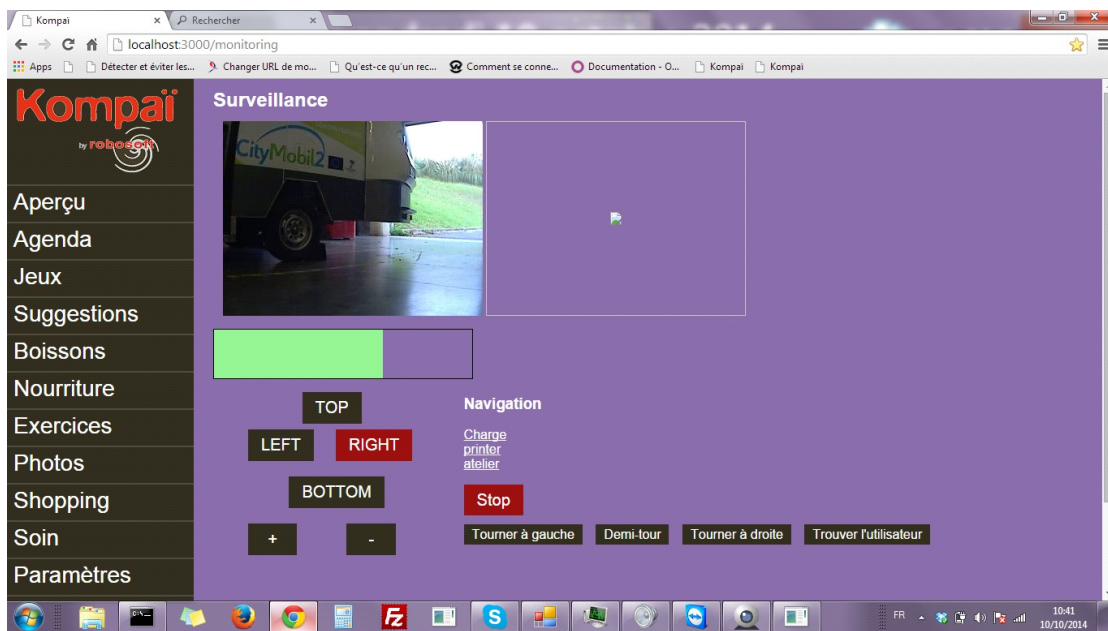 Kompaï
Rechercher
localhost:3000/monitoring
Apps
Détecter et éviter les...
Changer URL de mo...
Qu'est-ce qu'un rec...
Comment se conne...
Documentation - O...
Kompaï
Kompaï
Kompaï
by robosoft
Surveillance
CityMobil2
Aperçu
Agenda
Jeux
Suggestions
Boissons
Nourriture
Exercices
Photos
Shopping
Soin
Paramètres
TOP
LEFT
RIGHT
BOTTOM
+
-
Navigation
Charge
printer
atelier
Stop
Tourner à gauche
Demi-tour
Tourner à droite
Trouver l'utilisateur
FR
10:41
10/10/2014